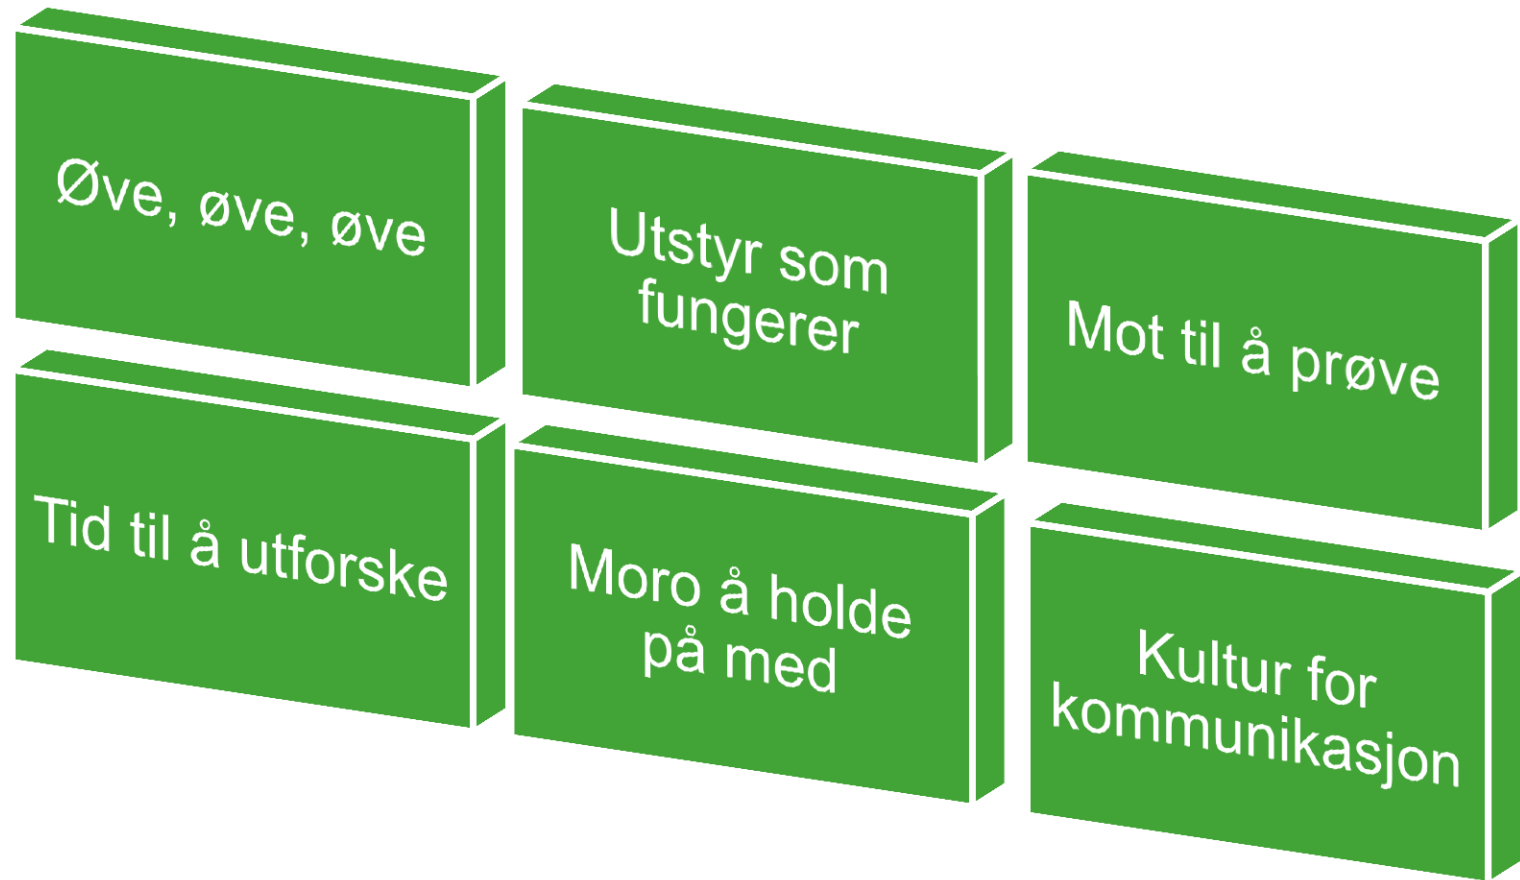 Øve, øve, øve
Utstyr som
fungerer
Mot til å prøve
Tid til å utforske
Moro å holde
på med
Kultur for
kommunikasjon